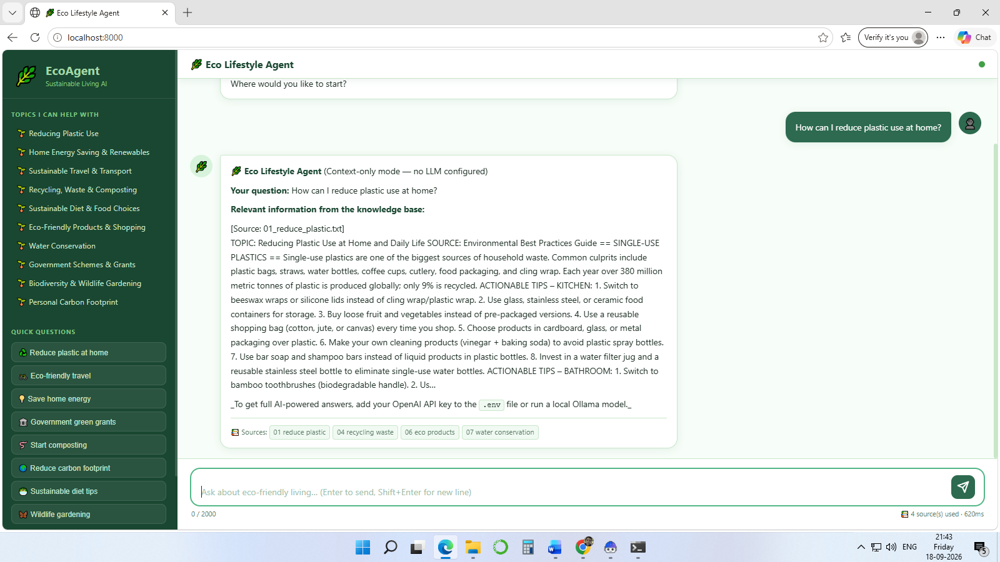 Eco Lifestyle Agent
localhost:8000
Verify it's you
Chat
EcoAgent
Sustainable Living AI
TOPICS I CAN HELP WITH
Reducing Plastic Use
Home Energy Saving & Renewables
Sustainable Travel & Transport
Recycling, Waste & Composting
Sustainable Diet & Food Choices
Eco-Friendly Products & Shopping
Water Conservation
Government Schemes & Grants
Biodiversity & Wildlife Gardening
Personal Carbon Footprint
QUICK QUESTIONS
Reduce plastic at home
Eco-friendly travel
Save home energy
Government green grants
Start composting
Reduce carbon footprint
Sustainable diet tips
Wildlife gardening
Eco Lifestyle Agent
Where would you like to start?
How can I reduce plastic use at home?
Eco Lifestyle Agent (Context-only mode — no LLM configured)
Your question: How can I reduce plastic use at home?
Relevant information from the knowledge base:
[Source: 01_reduce_plastic.txt]
TOPIC: Reducing Plastic Use at Home and Daily Life SOURCE: Environmental Best Practices Guide == SINGLE-USE
PLASTICS == Single-use plastics are one of the biggest sources of household waste. Common culprits include
plastic bags, straws, water bottles, coffee cups, cutlery, food packaging, and cling wrap. Each year over 380 million
metric tonnes of plastic is produced globally; only 9% is recycled. ACTIONABLE TIPS – KITCHEN: 1. Switch to
beeswax wraps or silicone lids instead of cling wrap/plastic wrap. 2. Use glass, stainless steel, or ceramic food
containers for storage. 3. Buy loose fruit and vegetables instead of pre-packaged versions. 4. Use a reusable
shopping bag (cotton, jute, or canvas) every time you shop. 5. Choose products in cardboard, glass, or metal
packaging over plastic. 6. Make your own cleaning products (vinegar + baking soda) to avoid plastic spray bottles.
7. Use bar soap and shampoo bars instead of liquid products in plastic bottles. 8. Invest in a water filter jug and a
reusable stainless steel bottle to eliminate single-use water bottles. ACTIONABLE TIPS – BATHROOM: 1. Switch to
bamboo toothbrushes (biodegradable handle). 2. Us...
_To get full AI-powered answers, add your OpenAI API key to the .env file or run a local Ollama model._
Sources: 01 reduce plastic 04 recycling waste 06 eco products 07 water conservation
Ask about eco-friendly living... (Enter to send, Shift+Enter for new line)
0 / 2000
4 source(s) used · 620ms
ENG
21:43
Friday
18-09-2026
5